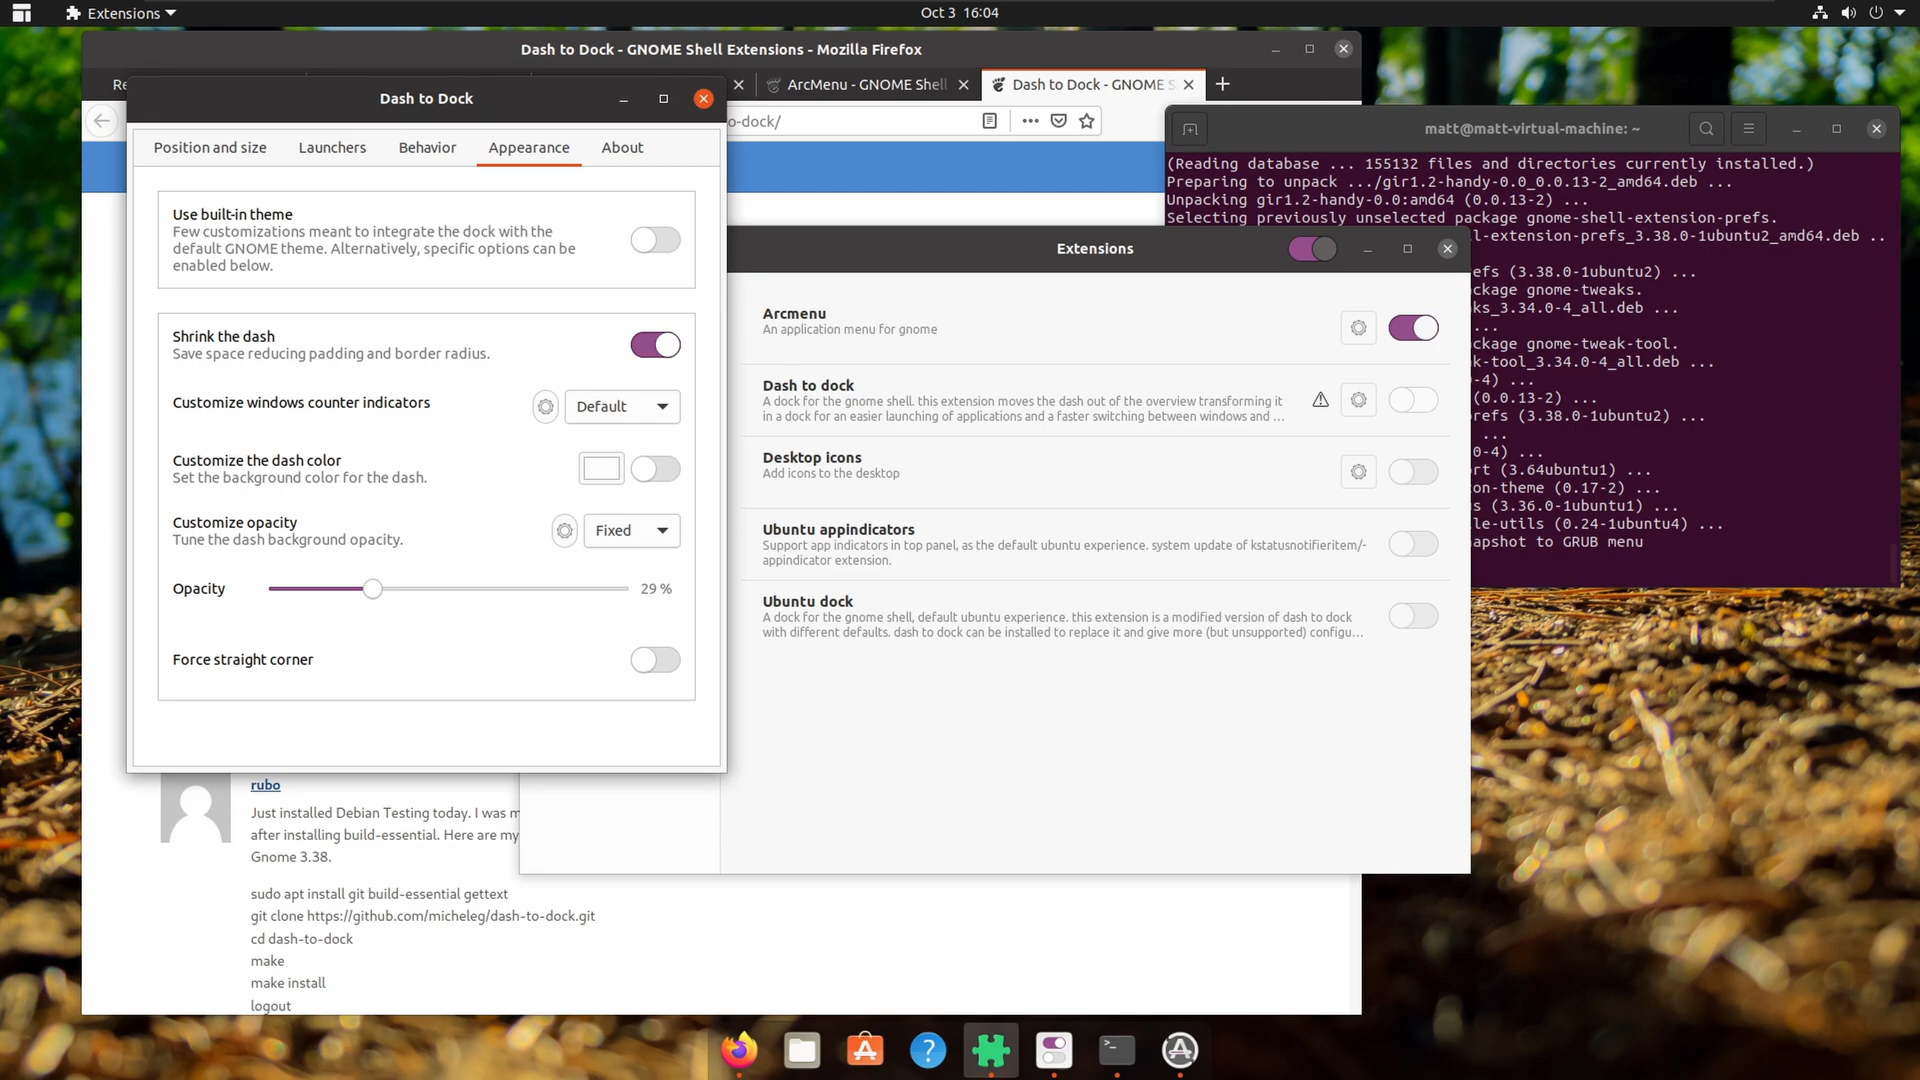 Extensions
Oct 3 16:04
Dash to Dock - GNOME Shell Extensions - Mozilla Firefox
Re
ArcMenu - GNOME Shell
Dash to Dock - GNOME S
o-dock/
Dash to Dock
Position and size
Launchers
Behavior
Appearance
About
Use built-in theme
Few customizations meant to integrate the dock with the
default GNOME theme. Alternatively, specific options can be
enabled below.
Shrink the dash
Save space reducing padding and border radius.
Customize windows counter indicators
Default
Customize the dash color
Set the background color for the dash.
Customize opacity
Tune the dash background opacity.
Fixed
Opacity
29 %
Force straight corner
matt@matt-virtual-machine: ~
(Reading database ... 155132 files and directories currently installed.)
Preparing to unpack .../gir1.2-handy-0.0_0.0.13-2_amd64.deb ...
Unpacking gir1.2-handy-0.0:amd64 (0.0.13-2) ...
Selecting previously unselected package gnome-shell-extension-prefs.
l-extension-prefs_3.38.0-1ubuntu2_amd64.deb ..
efs (3.38.0-1ubuntu2) ...
ckage gnome-tweaks.
ks_3.34.0-4_all.deb ...
...
ckage gnome-tweak-tool.
k-tool_3.34.0-4_all.deb ...
-4) ...
(0.0.13-2) ...
refs (3.38.0-1ubuntu2) ...
...
0-4) ...
rt (3.64ubuntu1) ...
on-theme (0.17-2) ...
s (3.36.0-1ubuntu1) ...
le-utils (0.24-1ubuntu4) ...
apshot to GRUB menu
Extensions
Arcmenu
An application menu for gnome
Dash to dock
A dock for the gnome shell. this extension moves the dash out of the overview transforming it
in a dock for an easier launching of applications and a faster switching between windows and ...
Desktop icons
Add icons to the desktop
Ubuntu appindicators
Support app indicators in top panel, as the default ubuntu experience. system update of kstatusnotifieritem/-
appindicator extension.
Ubuntu dock
A dock for the gnome shell, default ubuntu experience. this extension is a modified version of dash to dock
with different defaults. dash to dock can be installed to replace it and give more (but unsupported) configu...
rubo
Just installed Debian Testing today. I was m
after installing build-essential. Here are my
Gnome 3.38.
sudo apt install git build-essential gettext
git clone https://github.com/micheleg/dash-to-dock.git
cd dash-to-dock
make
make install
logout